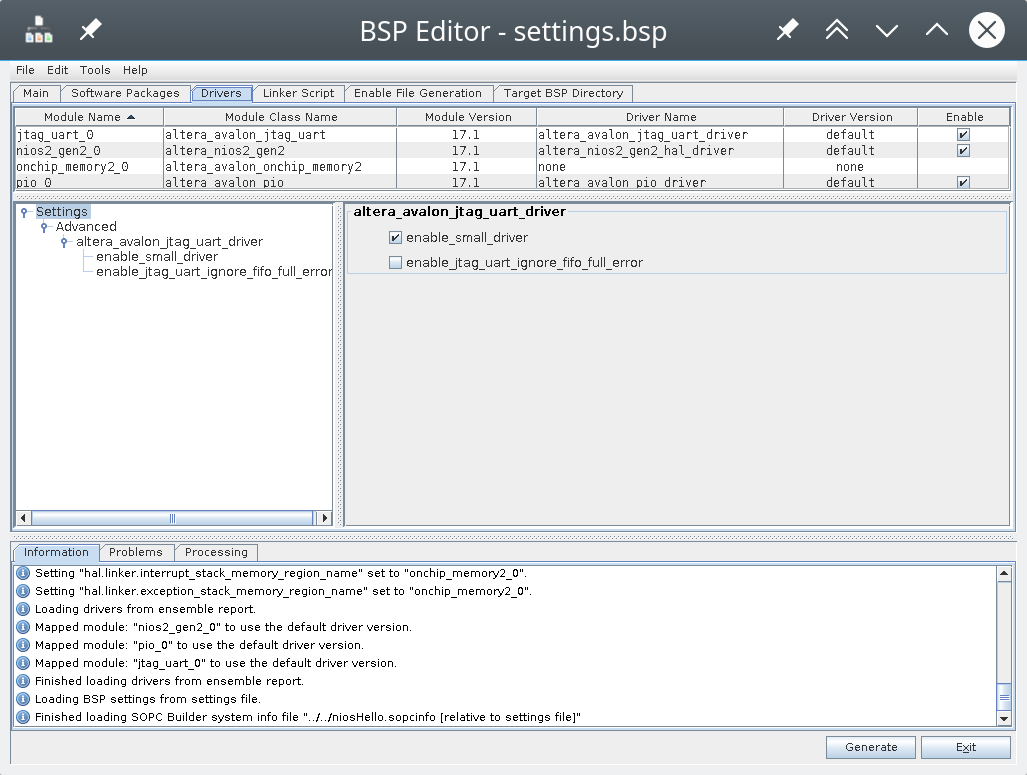 BSP Editor - settings.bsp
File Edit Tools Help
Main Software Packages Drivers Linker Script Enable File Generation Target BSP Directory
Module Name Module Class Name Module Version Driver Name Driver Version Enable
jtag_uart_0 altera_avalon_jtag_uart 17.1 altera_avalon_jtag_uart_driver default
nios2_gen2_0 altera_nios2_gen2 17.1 altera_nios2_gen2_hal_driver default
onchip_memory2_0 altera_avalon_onchip_memory2 17.1 none none
pio_0 altera_avalon_pio 17.1 altera_avalon_pio_driver default
Settings
Advanced
altera_avalon_jtag_uart_driver
enable_small_driver
enable_jtag_uart_ignore_fifo_full_error
altera_avalon_jtag_uart_driver
enable_small_driver
enable_jtag_uart_ignore_fifo_full_error
Information Problems Processing
Setting "hal.linker.interrupt_stack_memory_region_name" set to "onchip_memory2_0".
Setting "hal.linker.exception_stack_memory_region_name" set to "onchip_memory2_0".
Loading drivers from ensemble report.
Mapped module: "nios2_gen2_0" to use the default driver version.
Mapped module: "pio_0" to use the default driver version.
Mapped module: "jtag_uart_0" to use the default driver version.
Finished loading drivers from ensemble report.
Loading BSP settings from settings file.
Finished loading SOPC Builder system info file "../../niosHello.sopcinfo [relative to settings file]"
Generate Exit